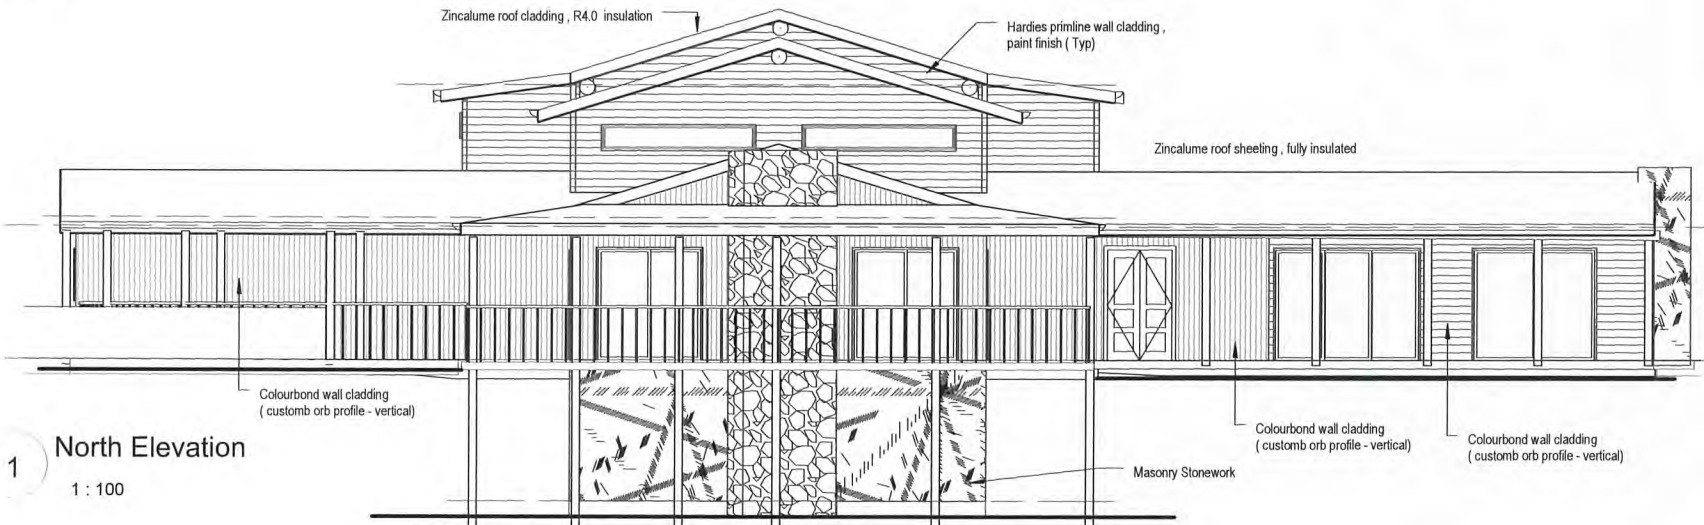 Zincalume roof cladding , R4.0 insulation
Hardies primline wall cladding ,
paint finish ( Typ)
Zincalume roof sheeting , fully insulated
Colourbond wall cladding
( customb orb profile - vertical)
Colourbond wall cladding
( customb orb profile - vertical)
Colourbond wall cladding
( customb orb profile - vertical)
Masonry Stonework
1
North Elevation
1 : 100